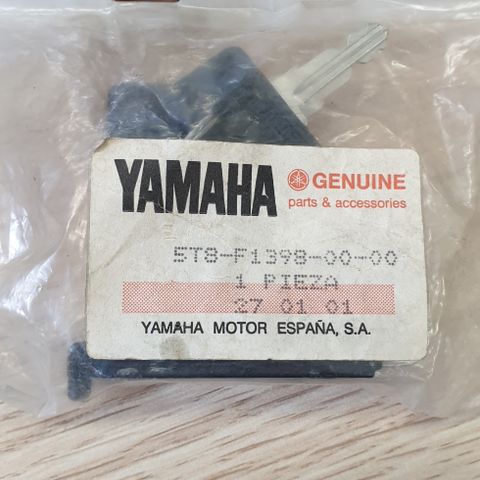 YAMAHA
GENUINE
parts & accessories
5T8-F1398-00-00
1 PIEZA
27 01 01
YAMAHA MOTOR ESPAÑA, S.A.